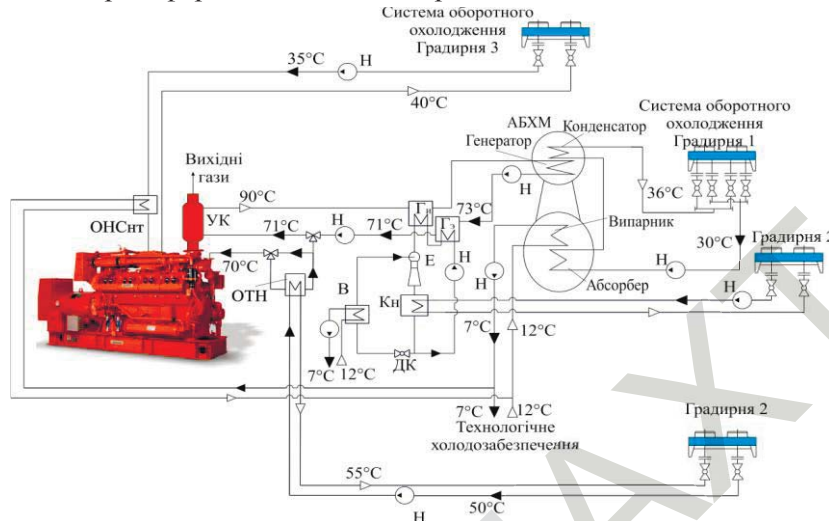 Система оборотного
охолодження
Градирня 3
35°C
Н
40°C
АБХМ
Конденсатор
Генератор
Система оборотного
охолодження
Градирня 1
Вихідні
гази
90°C
УК
ОНСнт
71°C
Н
71°C
73°C
Н
36°C
Випарник
30°C
Градирня 2
70°C
Е
Н
Н
Н
Абсорбер
ОТН
В
Кн
Н
7°C
12°C
ДК
7°C
12°C
7°C
12°C
Технологічне
холодозабезпечення
Градирня 2
55°C
50°C
Н